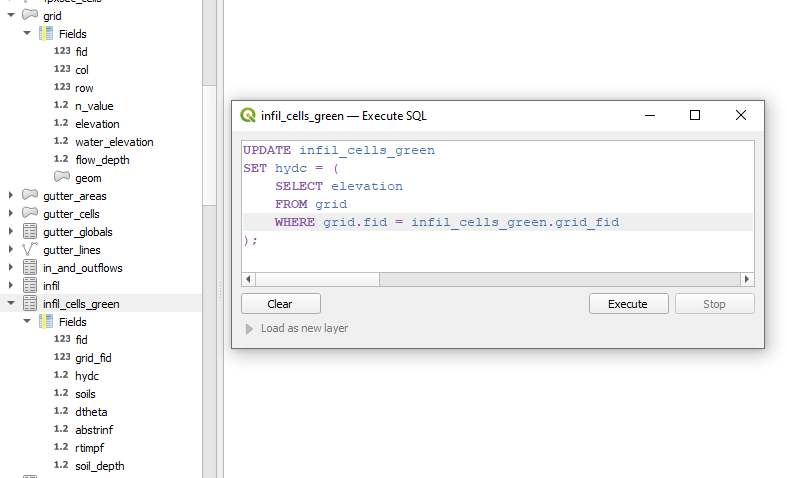 fpxsec_cells
grid
Fields
123 fid
123 col
123 row
1.2 n_value
1.2 elevation
1.2 water_elevation
1.2 flow_depth
geom
gutter_areas
gutter_cells
gutter_globals
gutter_lines
in_and_outflows
infil
infil_cells_green
Fields
123 fid
123 grid_fid
1.2 hydc
1.2 soils
1.2 dtheta
1.2 abstrinf
1.2 rtimpf
1.2 soil_depth
infil_cells_green — Execute SQL
UPDATE infil_cells_green
SET hydc = (
SELECT elevation
FROM grid
WHERE grid.fid = infil_cells_green.grid_fid
);
Clear
Execute
Stop
Load as new layer